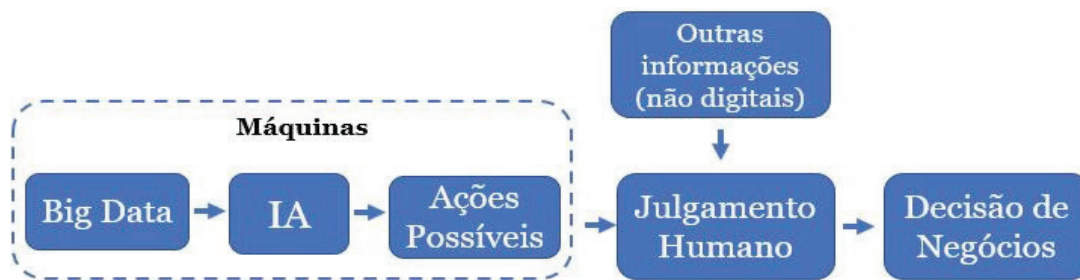 Outras
informações
(não digitais)
Máquinas
Big Data
IA
Ações
Possíveis
Julgamento
Humano
Decisão de
Negócios